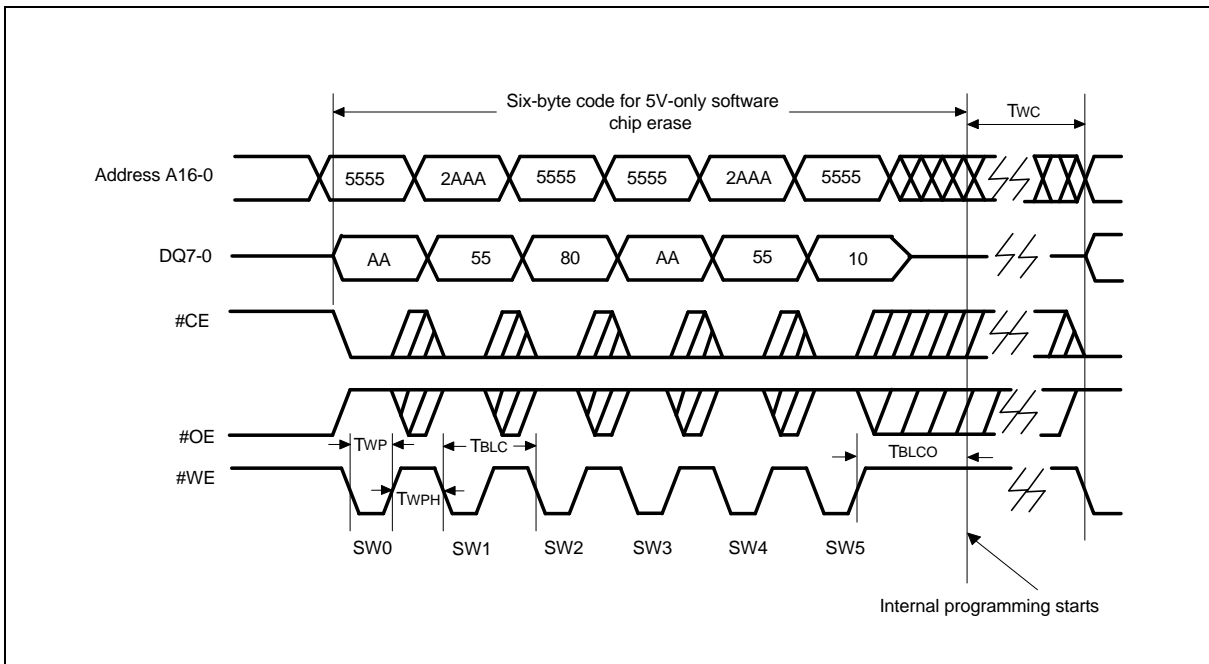 Six-byte code for 5V-only software
chip erase
TWC
Address A16-0
5555
2AAA
5555
5555
2AAA
5555
DQ7-0
AA
55
80
AA
55
10
#CE
#OE
TWP
TBLC
TBLCO
#WE
TWPH
SW0
SW1
SW2
SW3
SW4
SW5
Internal programming starts